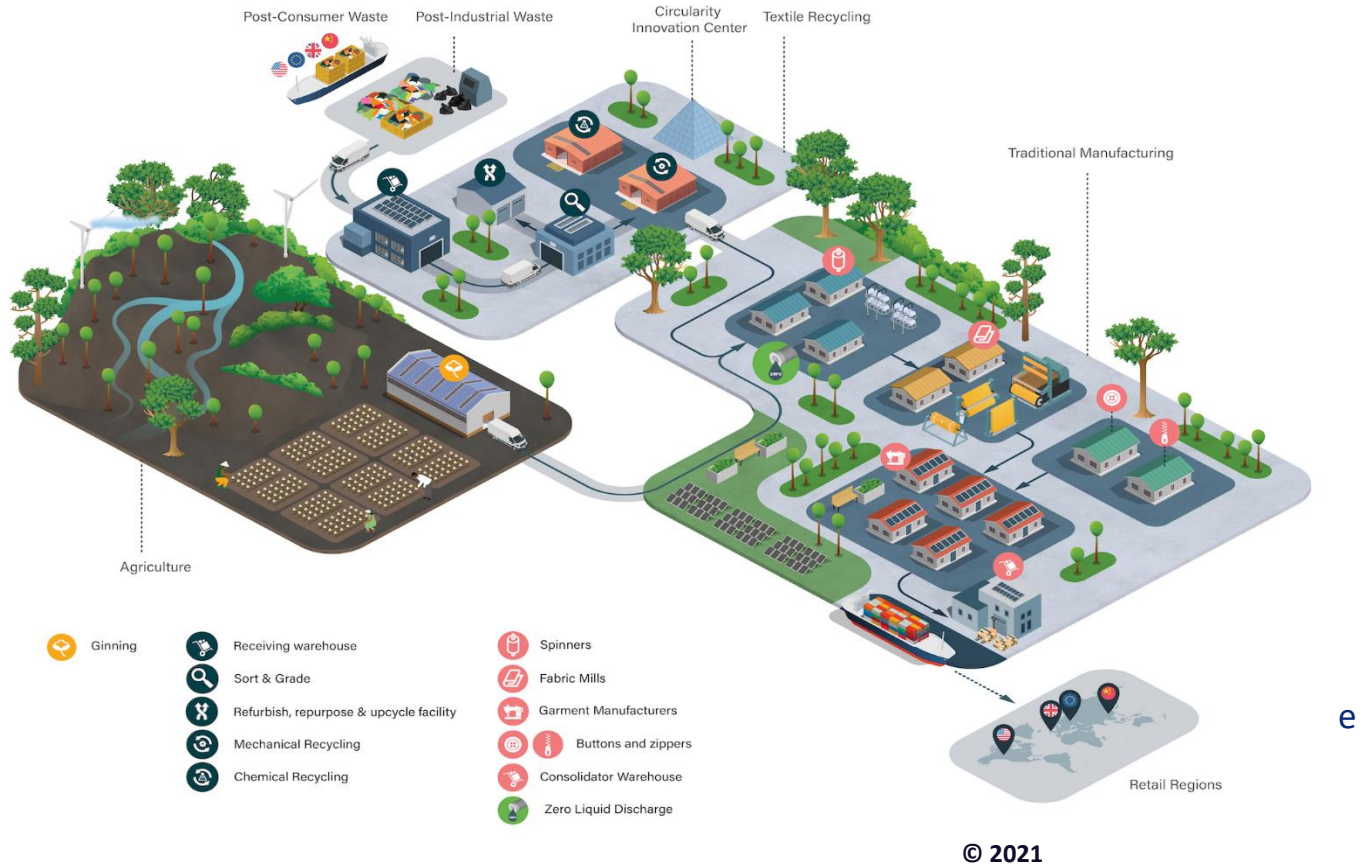 Post-Consumer Waste
Post-Industrial Waste
Circularity
Innovation Center
Textile Recycling
Traditional Manufacturing
zero
Agriculture
Ginning
Receiving warehouse
Sort & Grade
Refurbish, repurpose & upcycle facility
Mechanical Recycling
Chemical Recycling
Spinners
Fabric Mills
Garment Manufacturers
Buttons and zippers
Consolidator Warehouse
Zero Liquid Discharge
Retail Regions
e
© 2021